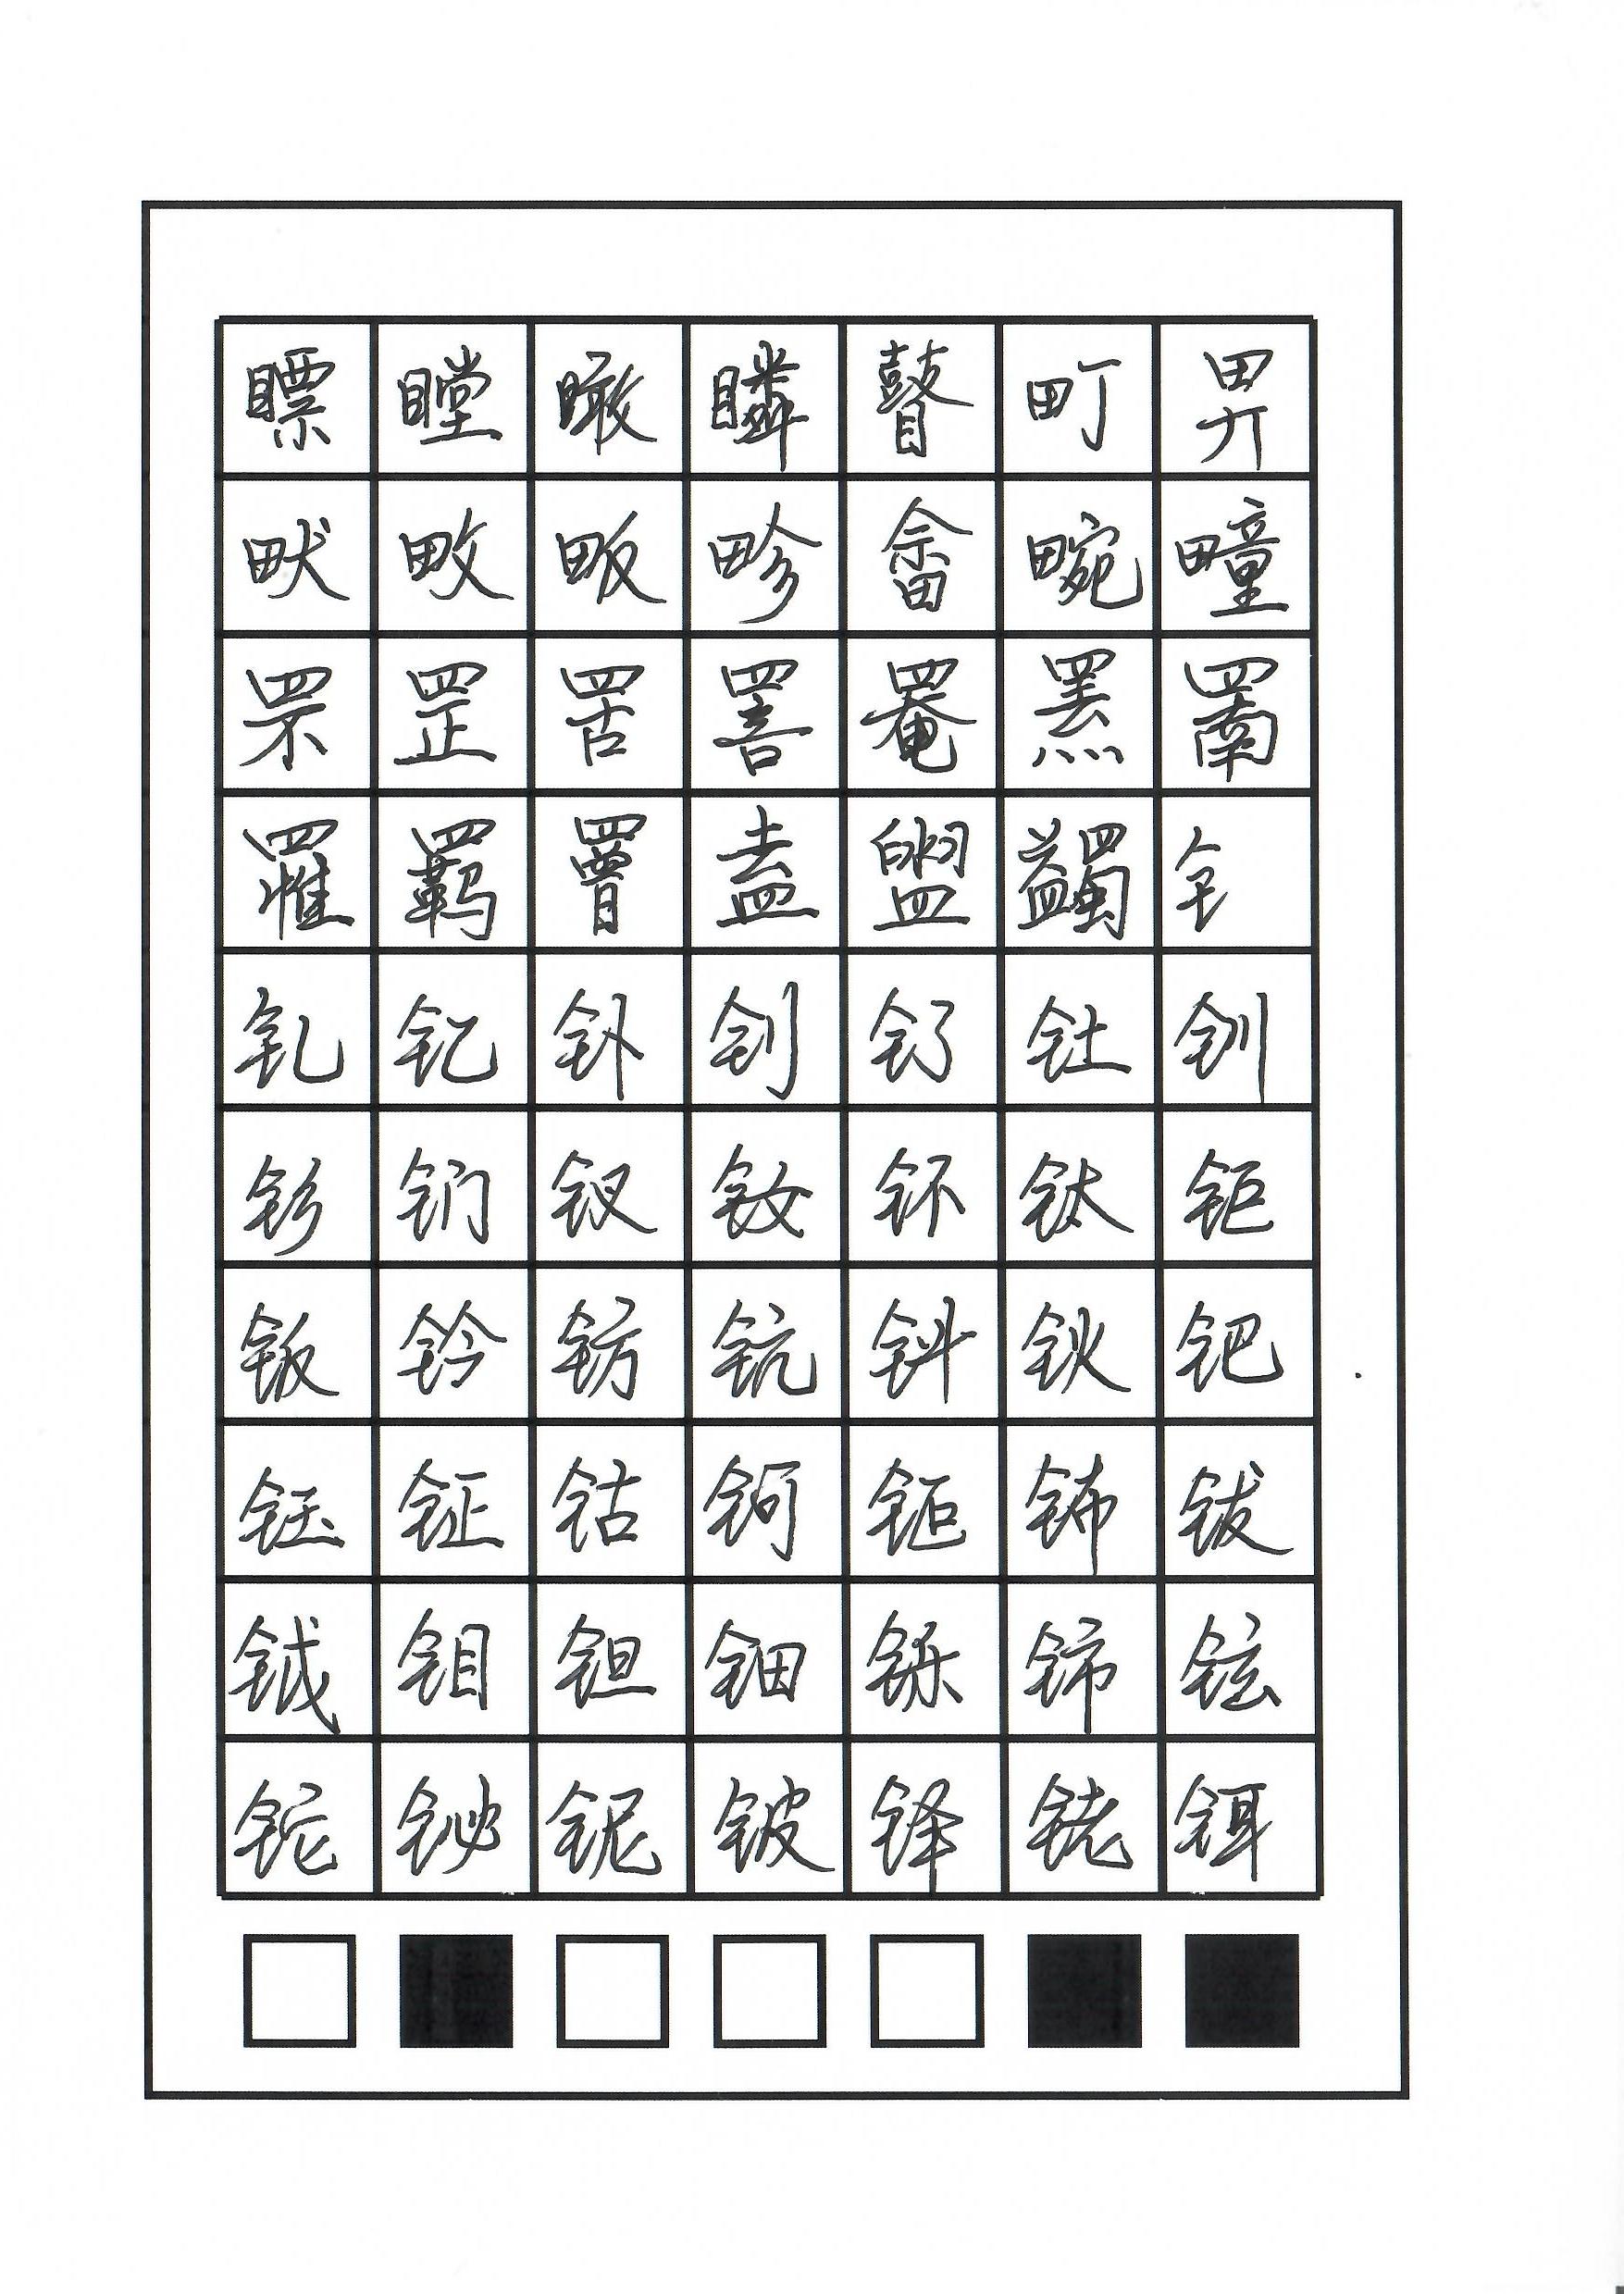 瞟瞠瞰瞵瞽町畀
畎畋畈畛畲畹疃
罘罡罟詈罨罴罱
罹羁罾盍盥蠲钅
钆钇钋钊钌钍钏
钐钔钗钕钚钛钜
钣钤钫钪钭钬钯
钰钲钴钶钷钸钹
钺钼钽钿铄铈铉
铊铋铌铍铎铑铒